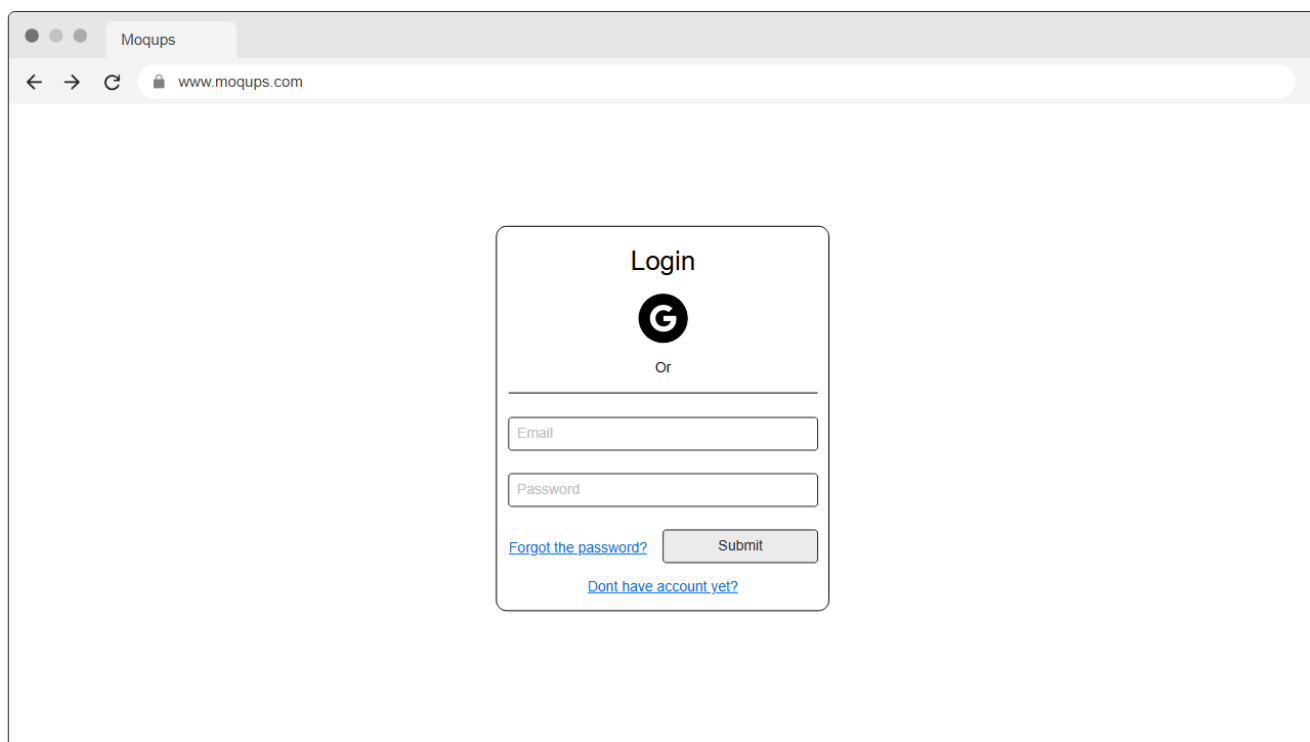 Moqups
www.moqups.com
Login
G
Or
Email
Password
Forgot the password? Submit
Dont have account yet?